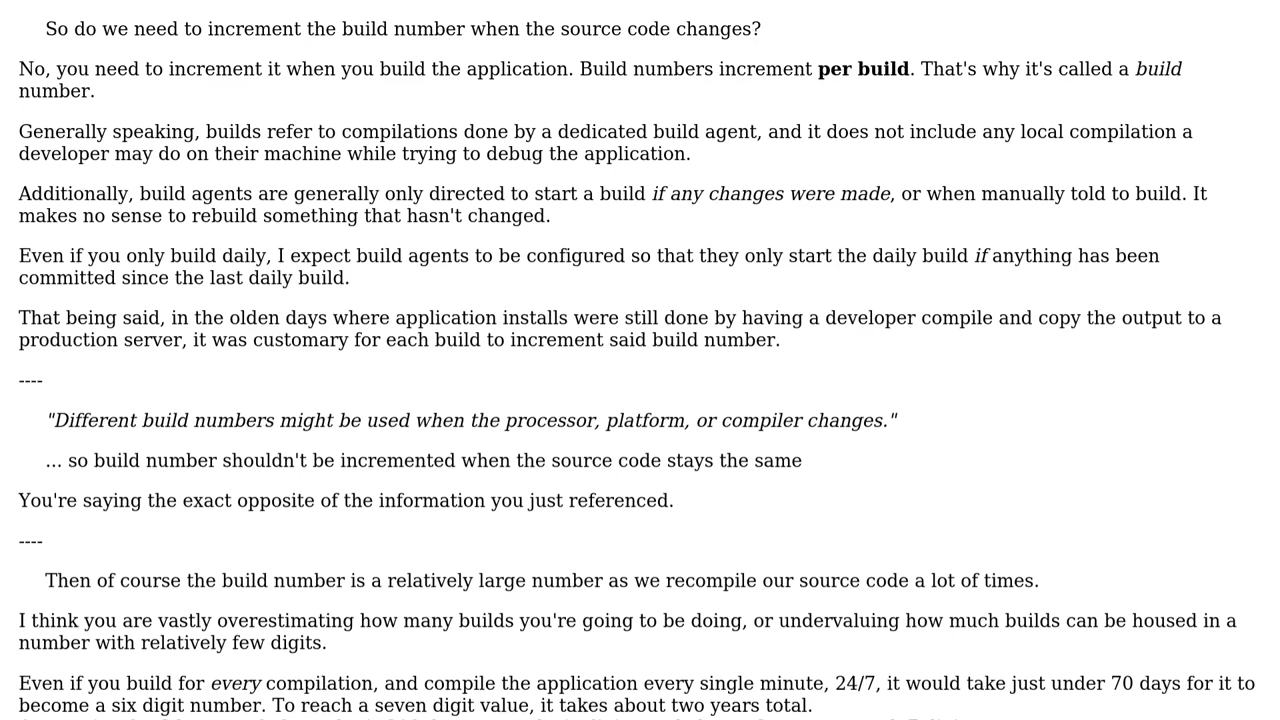 So do we need to increment the build number when the source code changes?
No, you need to increment it when you build the application. Build numbers increment per build. That's why it's called a build
number.
Generally speaking, builds refer to compilations done by a dedicated build agent, and it does not include any local compilation a
developer may do on their machine while trying to debug the application.
Additionally, build agents are generally only directed to start a build if any changes were made, or when manually told to build. It
makes no sense to rebuild something that hasn't changed.
Even if you only build daily, I expect build agents to be configured so that they only start the daily build if anything has been
committed since the last daily build.
That being said, in the olden days where application installs were still done by having a developer compile and copy the output to a
production server, it was customary for each build to increment said build number.
----
"Different build numbers might be used when the processor, platform, or compiler changes."
... so build number shouldn't be incremented when the source code stays the same
You're saying the exact opposite of the information you just referenced.
----
Then of course the build number is a relatively large number as we recompile our source code a lot of times.
I think you are vastly overestimating how many builds you're going to be doing, or undervaluing how much builds can be housed in a
number with relatively few digits.
Even if you build for every compilation, and compile the application every single minute, 24/7, it would take just under 70 days for it to
become a six digit number. To reach a seven digit value, it takes about two years total.